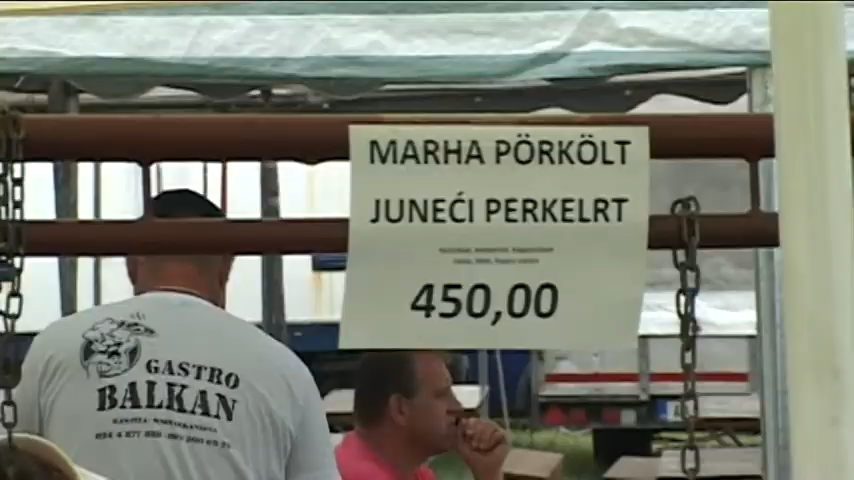 MARHA PÖRKÖLT
JUNEĆI PERKELRT
450,00
GASTRO
BALKAN